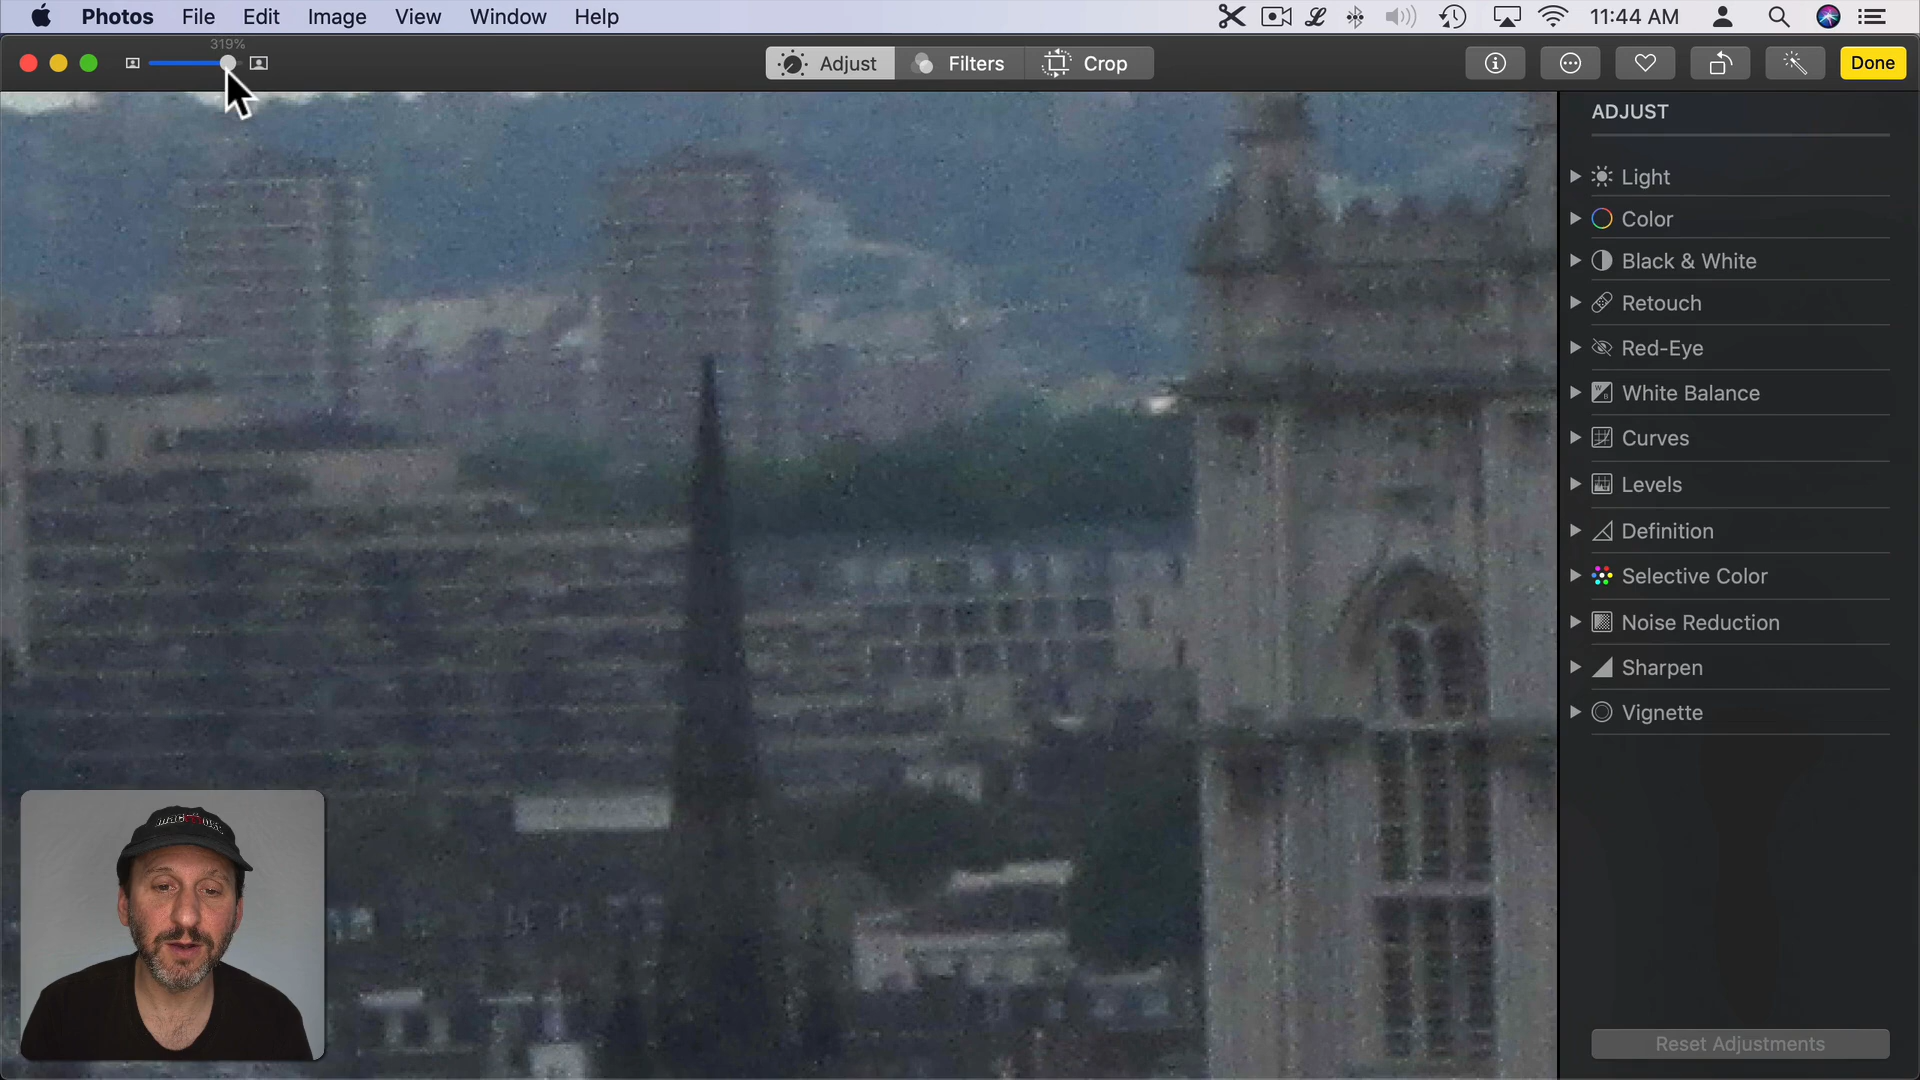 Photos File Edit Image View Window Help 11:44 AM
319%
Adjust Filters Crop Done
ADJUST
Light
Color
Black & White
Retouch
Red-Eye
White Balance
Curves
Levels
Definition
Selective Color
Noise Reduction
Sharpen
Vignette
Reset Adjustments